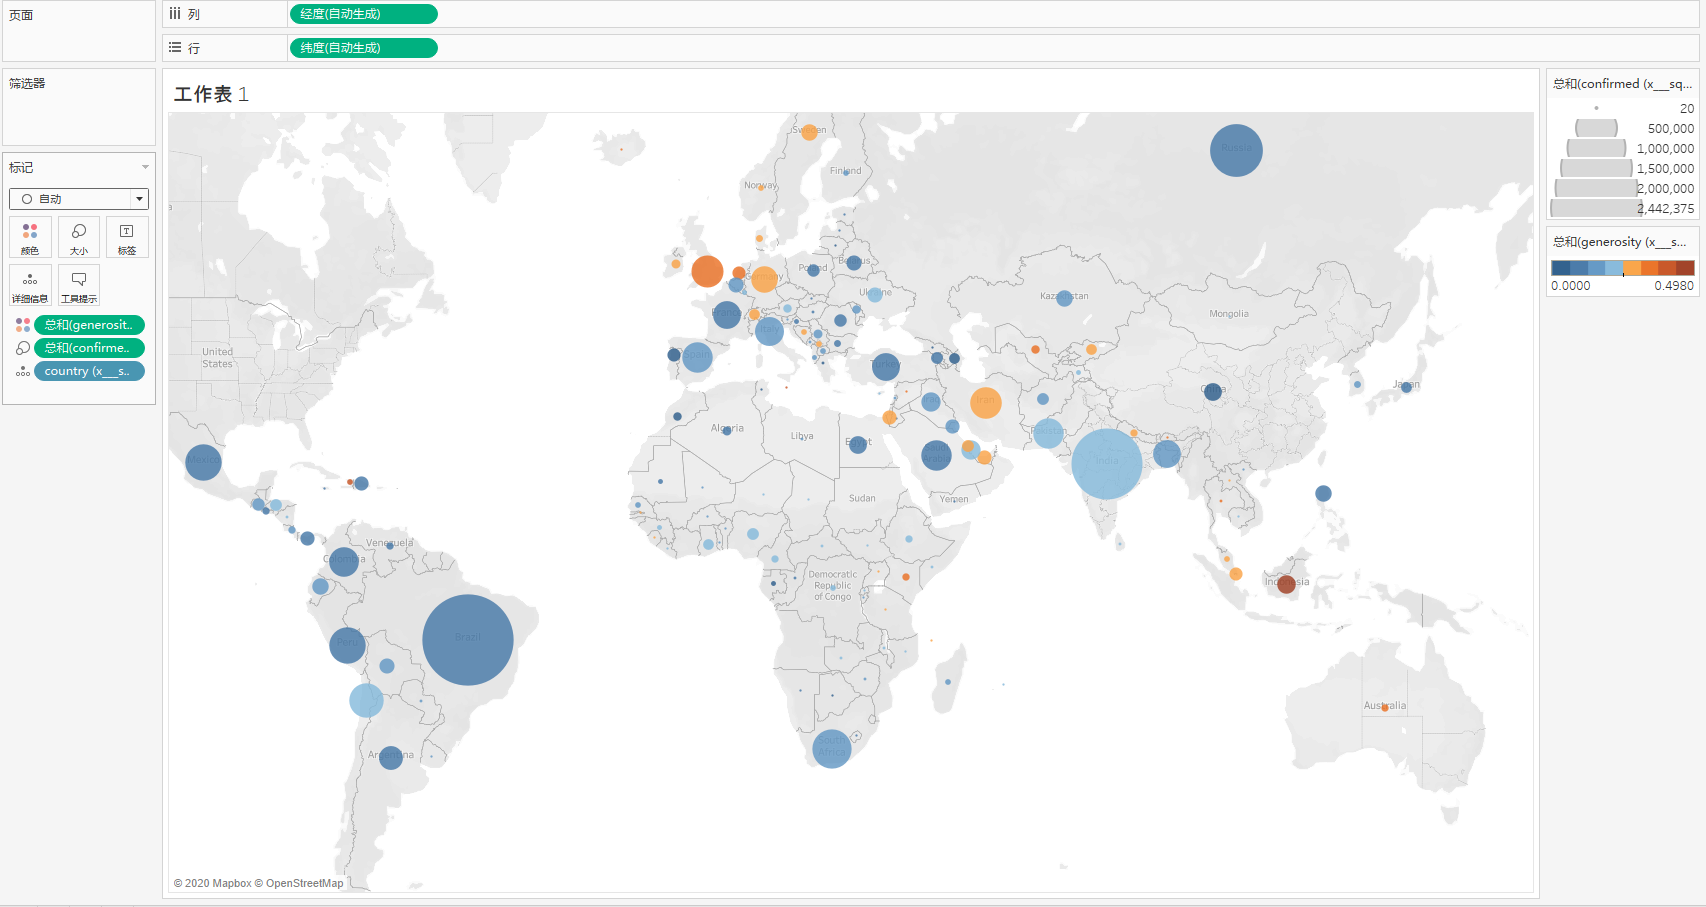 页面
列
经度(自动生成)
行
纬度(自动生成)
筛选器
标记
自动
颜色
大小
标签
详细信息
工具提示
总和(generosit..
总和(confirme..
country (x___s..
工作表 1
Sweden
Finland
Norway
Russia
Belarus
Poland
Germany
Ukraine
Kazakhstan
Mongolia
France
Italy
Spain
Turkey
United
States
China
Japan
Iraq
Iran
Algeria
Libya
Egypt
Saudi
Arabia
Pakistan
India
Mexico
Sudan
Yemen
Venezuela
Colombia
Democratic
Republic
of Congo
Indonesia
Brazil
Peru
Australia
South
Africa
Argentina
© 2020 Mapbox © OpenStreetMap
总和(confirmed (x___sq...
20
500,000
1,000,000
1,500,000
2,000,000
2,442,375
总和(generosity (x___s...
0.0000
0.4980